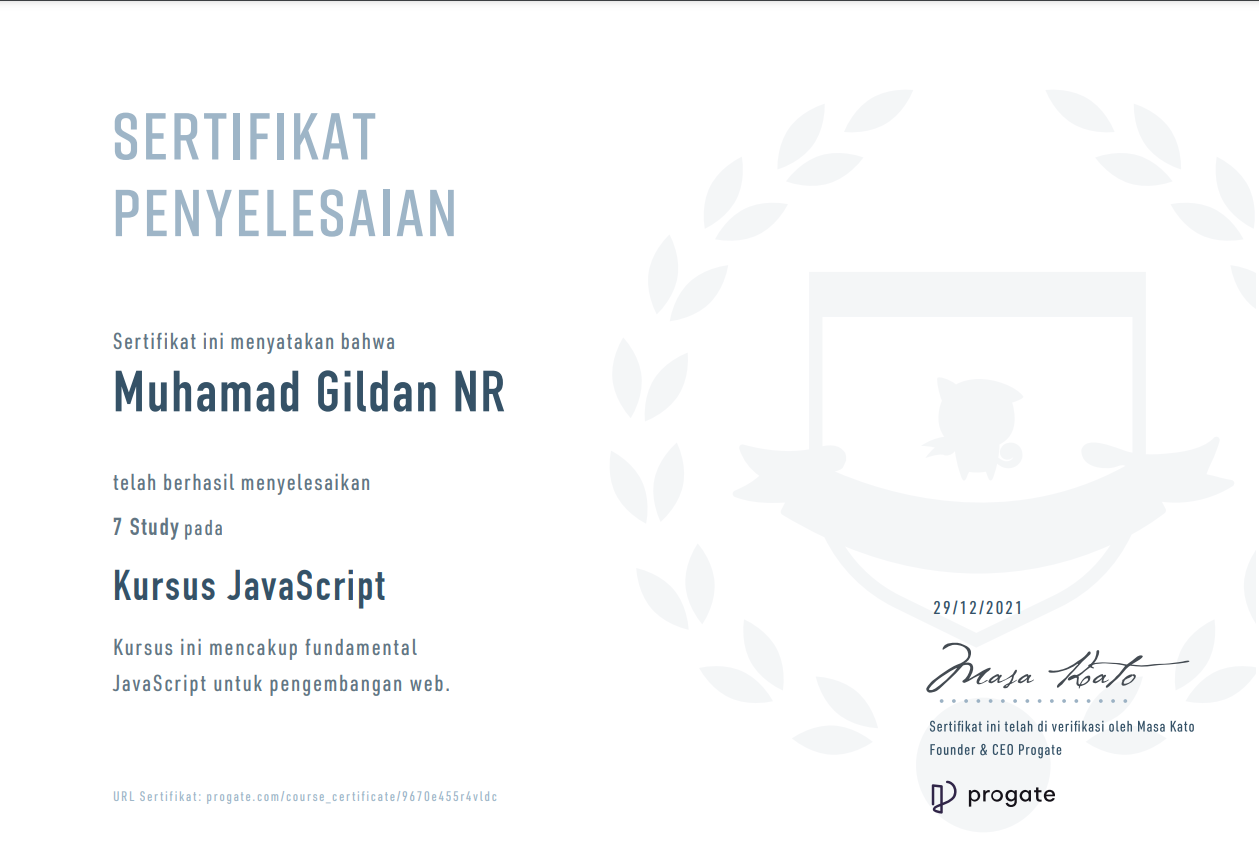 SERTIFIKAT
PENYELESAIAN
Sertifikat ini menyatakan bahwa
Muhamad Gildan NR
telah berhasil menyelesaikan
7 Study pada
Kursus JavaScript
Kursus ini mencakup fundamental
JavaScript untuk pengembangan web.
URL Sertifikat: progate.com/course_certificate/9670e455r4vldc
29/12/2021
Masa Kato
Sertifikat ini telah di verifikasi oleh Masa Kato
Founder & CEO Progate
progate